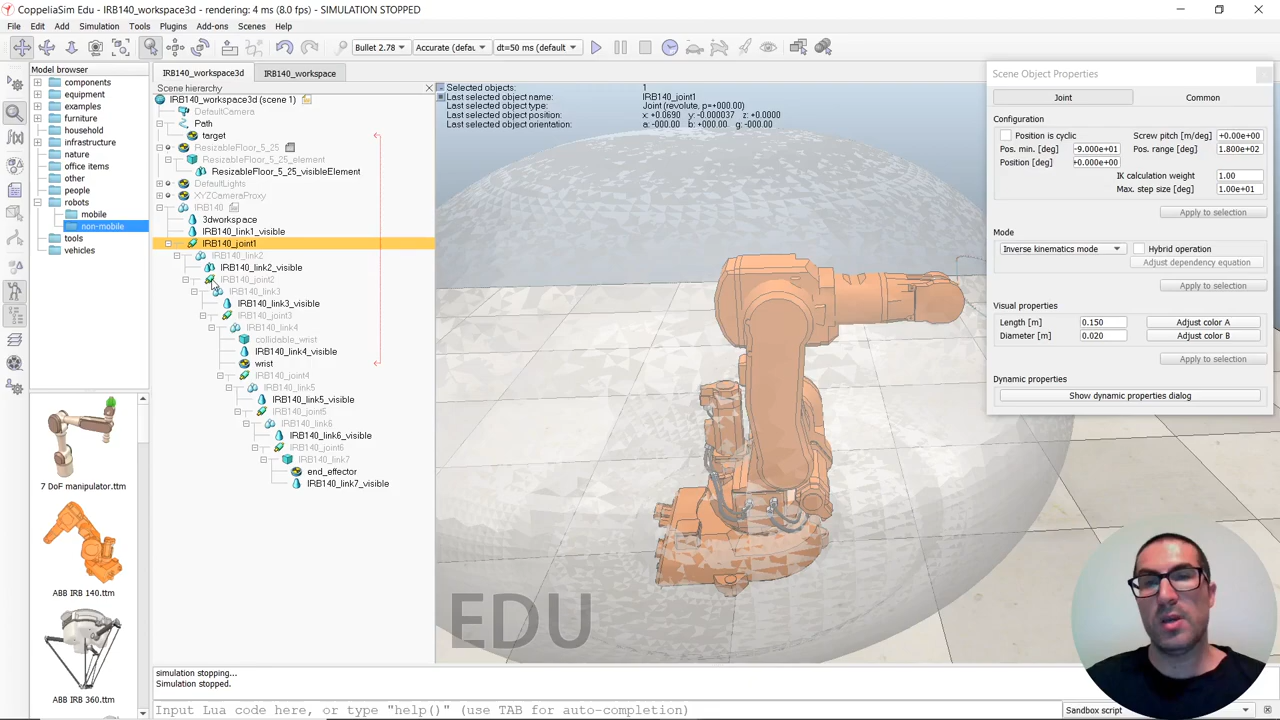 CoppeliaSim Edu - IRB140_workspace3d - rendering: 4 ms (8.0 fps) - SIMULATION STOPPED
File Edit Add Simulation Tools Plugins Add-ons Scenes Help
Bullet 2.78 Accurate (defau dt=50 ms (default)
Model browser
components
equipment
examples
furniture
household
infrastructure
nature
office items
other
people
robots
mobile
non-mobile
tools
vehicles
7 DoF manipulator.ttm
ABB IRB 140.ttm
ABB IRB 360.ttm
IRB140_workspace3d IRB140_workspace
Scene hierarchy
IRB140_workspace3d (scene 1)
DefaultCamera
Path
target
ResizableFloor_5_25
ResizableFloor_5_25_element
ResizableFloor_5_25_visibleElement
DefaultLights
XYZCameraProxy
IRB140
3dworkspace
IRB140_link1_visible
IRB140_joint1
IRB140_link2
IRB140_link2_visible
IRB140_joint2
IRB140_link3
IRB140_link3_visible
IRB140_joint3
IRB140_link4
collidable_wrist
IRB140_link4_visible
wrist
IRB140_joint4
IRB140_link5
IRB140_link5_visible
IRB140_joint5
IRB140_link6
IRB140_link6_visible
IRB140_joint6
IRB140_link7
end_effector
IRB140_link7_visible
Selected objects: 1
Last selected object name: IRB140_joint1
Last selected object type: Joint (revolute, p=+000.00)
Last selected object position: x: +0.0690 y: -0.000037 z: +0.0000
Last selected object orientation: a: -000.00 b: +000.00 g: -000.00
EDU
Scene Object Properties
Joint Common
Configuration
Position is cyclic Screw pitch [m/deg] +0.00e+00
Pos. min. [deg] -9.000e+01 Pos. range [deg] 1.800e+02
Position [deg] +0.000e+00
IK calculation weight 1.00
Max. step size [deg] 1.00e+01
Apply to selection
Mode
Inverse kinematics mode Hybrid operation
Adjust dependency equation
Apply to selection
Visual properties
Length [m] 0.150 Adjust color A
Diameter [m] 0.020 Adjust color B
Apply to selection
Dynamic properties
Show dynamic properties dialog
simulation stopping...
Simulation stopped.
Input Lua code here, or type "help()" (use TAB for auto-completion) Sandbox script